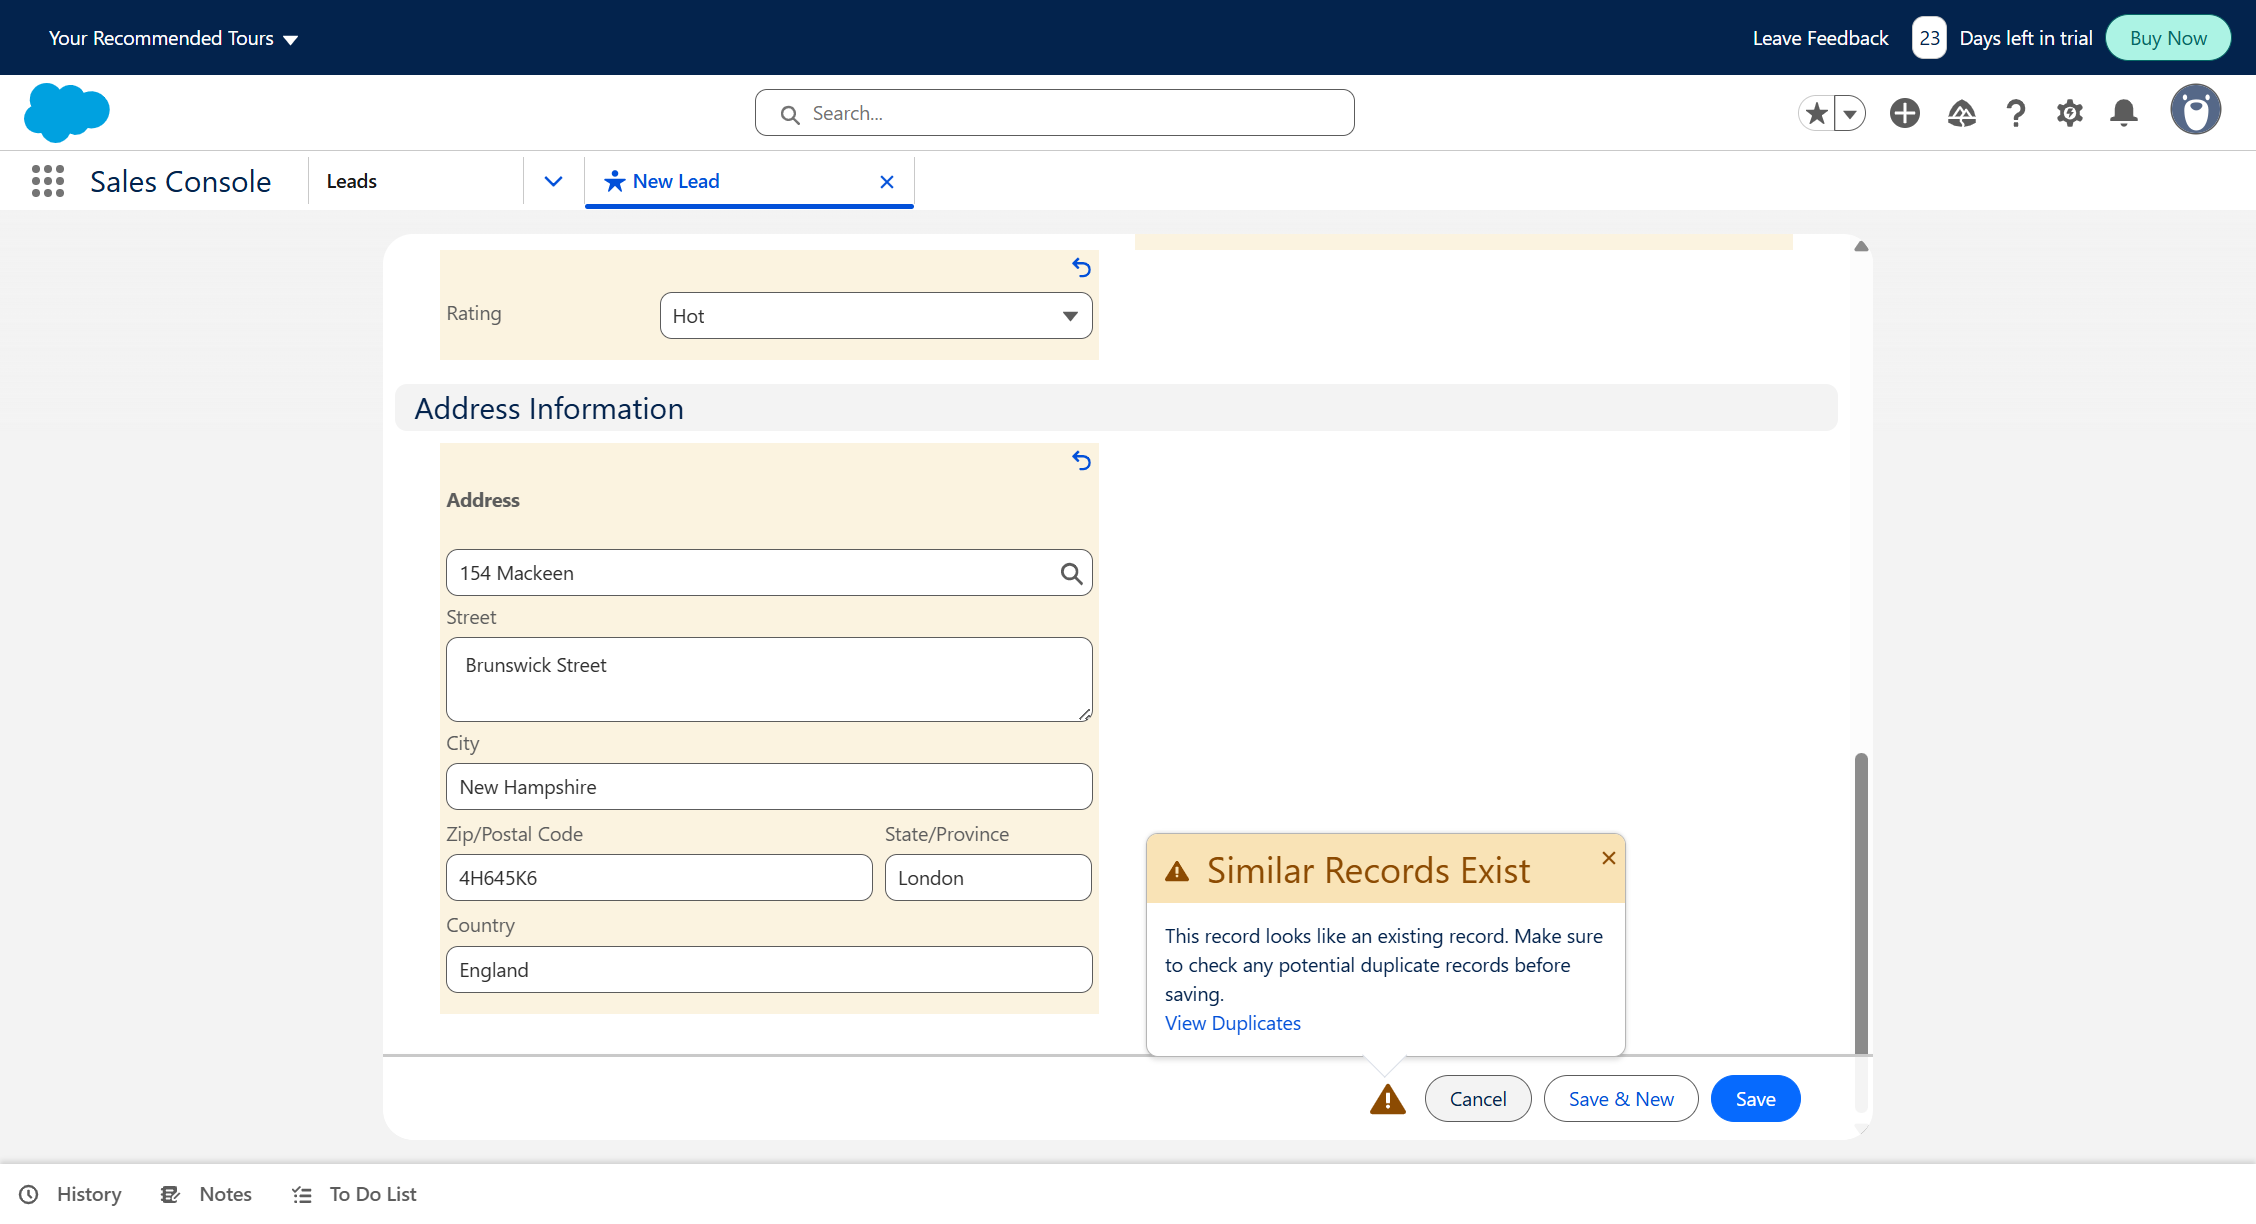 Your Recommended Tours
Leave Feedback
23
Days left in trial
Buy Now
Search...
Sales Console
Leads
New Lead
Rating
Hot
Address Information
Address
154 Mackeen
Street
Brunswick Street
City
New Hampshire
Zip/Postal Code
State/Province
4H645K6
London
Country
England
Similar Records Exist
This record looks like an existing record. Make sure
to check any potential duplicate records before
saving.
View Duplicates
Cancel
Save & New
Save
History
Notes
To Do List